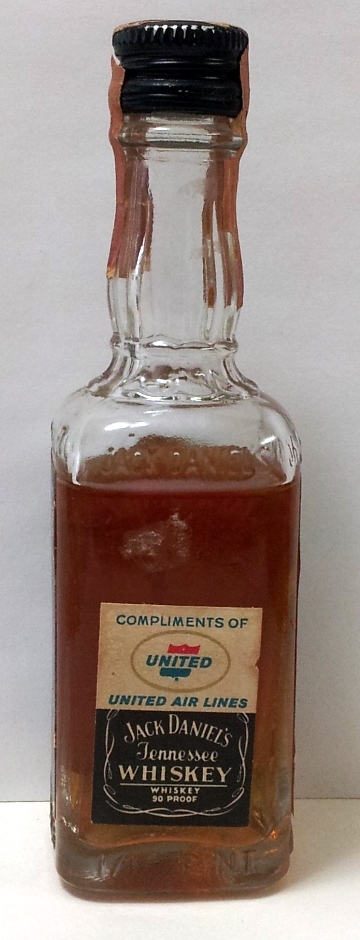 JACK DANIEL
COMPLIMENTS OF
UNITED
UNITED AIR LINES
JACK DANIEL'S
Tennessee
WHISKEY
WHISKEY
90 PROOF